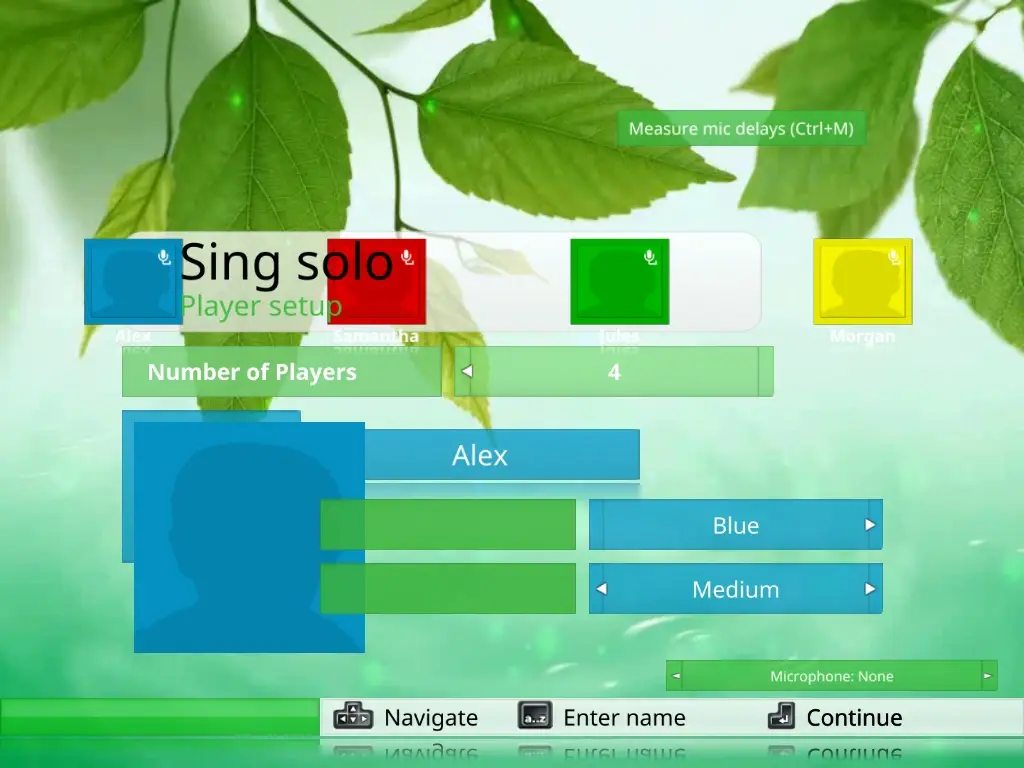 Measure mic delays (Ctrl+M)
Sing solo
Player setup
Alex
Samantha
Jules
Morgan
Number of Players
4
Alex
Blue
Medium
Microphone: None
Navigate
Enter name
Continue